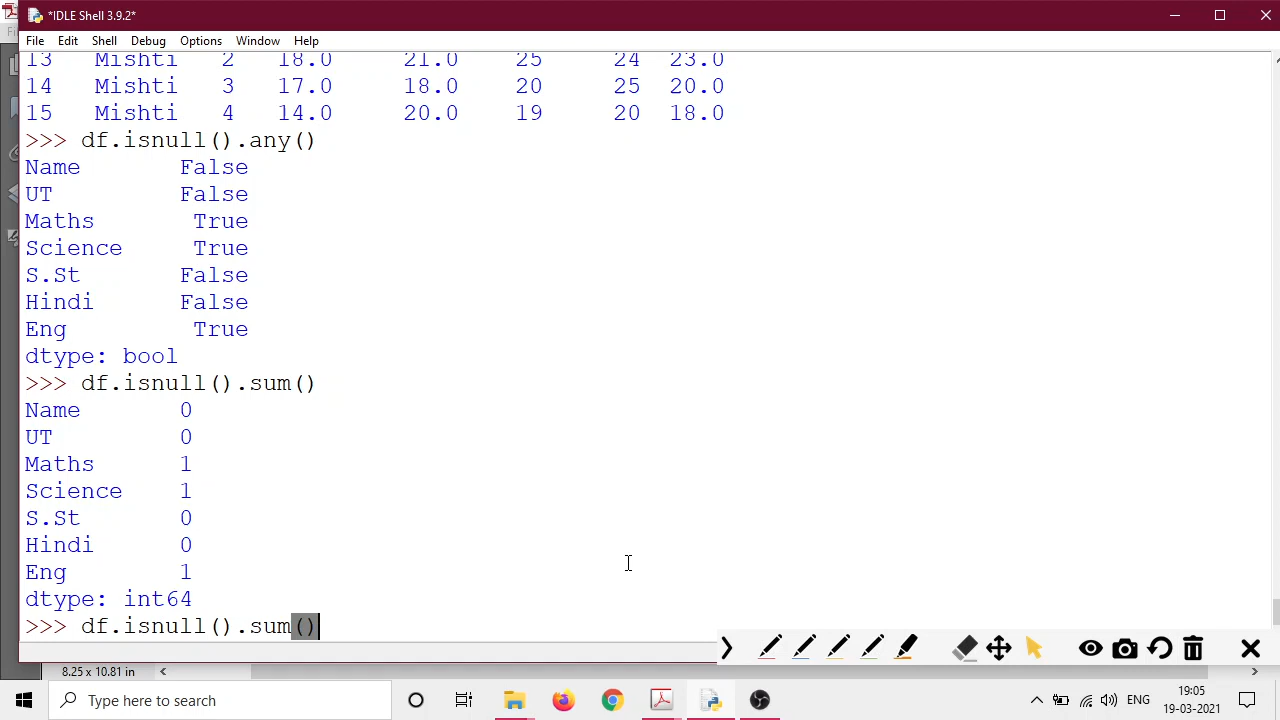 *IDLE Shell 3.9.2*
File Edit Shell Debug Options Window Help
13 Mishti 2 18.0 21.0 25 24 23.0
14 Mishti 3 17.0 18.0 20 25 20.0
15 Mishti 4 14.0 20.0 19 20 18.0
>>> df.isnull().any()
Name False
UT False
Maths True
Science True
S.St False
Hindi False
Eng True
dtype: bool
>>> df.isnull().sum()
Name 0
UT 0
Maths 1
Science 1
S.St 0
Hindi 0
Eng 1
dtype: int64
>>> df.isnull().sum()
8.25 x 10.81 in
Type here to search
ENG
19:05
19-03-2021